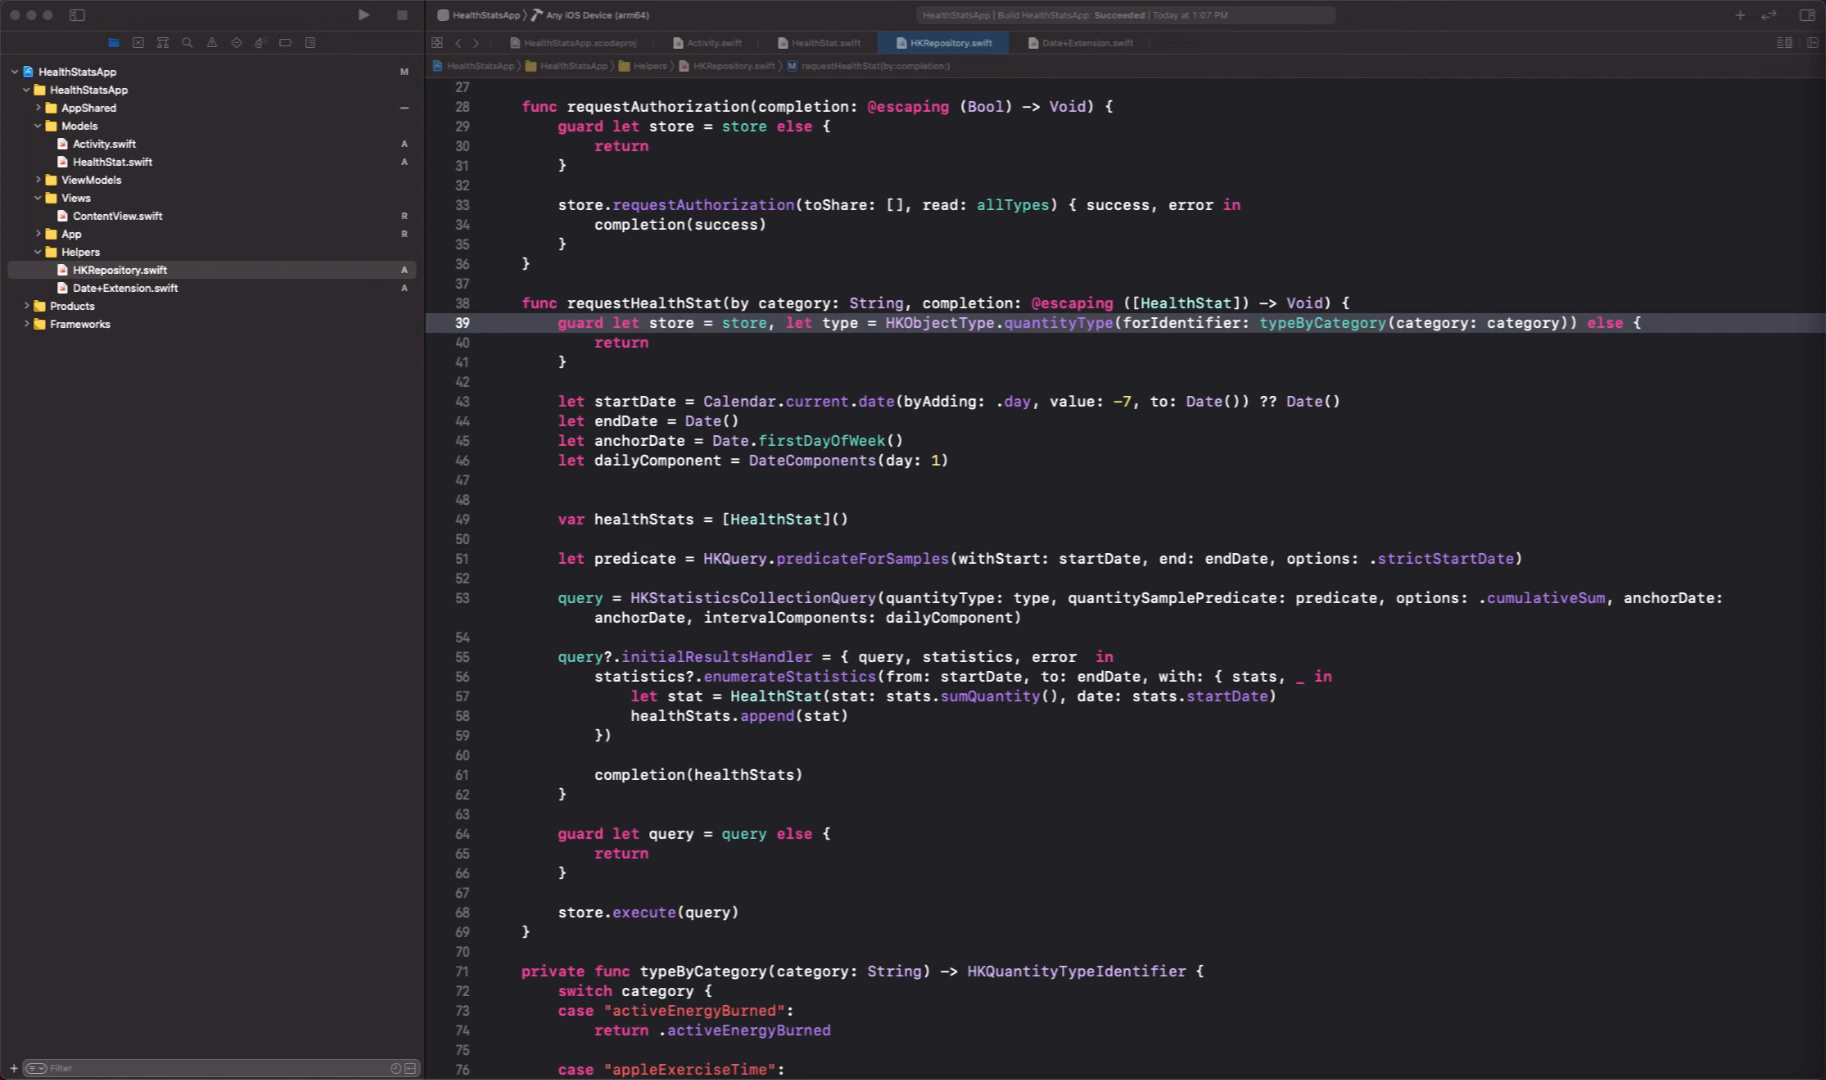 HealthStatsApp
Any iOS Device (arm64)
HealthStatsApp | Build HealthStatsApp: Succeeded | Today at 1:07 PM
HealthStatsApp.xcodeproj
Activity.swift
HealthStat.swift
HKRepository.swift
Date+Extension.swift
HealthStatsApp
HealthStatsApp
Helpers
HKRepository.swift
M requestHealthStat(by:completion:)
HealthStatsApp M
HealthStatsApp
AppShared
Models
Activity.swift A
HealthStat.swift A
ViewModels
Views
ContentView.swift R
App R
Helpers
HKRepository.swift A
Date+Extension.swift A
Products
Frameworks
Filter
27
28 func requestAuthorization(completion: @escaping (Bool) -> Void) {
29 guard let store = store else {
30 return
31 }
32
33 store.requestAuthorization(toShare: [], read: allTypes) { success, error in
34 completion(success)
35 }
36 }
37
38 func requestHealthStat(by category: String, completion: @escaping ([HealthStat]) -> Void) {
39 guard let store = store, let type = HKObjectType.quantityType(forIdentifier: typeByCategory(category: category)) else {
40 return
41 }
42
43 let startDate = Calendar.current.date(byAdding: .day, value: -7, to: Date()) ?? Date()
44 let endDate = Date()
45 let anchorDate = Date.firstDayOfWeek()
46 let dailyComponent = DateComponents(day: 1)
47
48
49 var healthStats = [HealthStat]()
50
51 let predicate = HKQuery.predicateForSamples(withStart: startDate, end: endDate, options: .strictStartDate)
52
53 query = HKStatisticsCollectionQuery(quantityType: type, quantitySamplePredicate: predicate, options: .cumulativeSum, anchorDate:
anchorDate, intervalComponents: dailyComponent)
54
55 query?.initialResultsHandler = { query, statistics, error in
56 statistics?.enumerateStatistics(from: startDate, to: endDate, with: { stats, _ in
57 let stat = HealthStat(stat: stats.sumQuantity(), date: stats.startDate)
58 healthStats.append(stat)
59 })
60
61 completion(healthStats)
62 }
63
64 guard let query = query else {
65 return
66 }
67
68 store.execute(query)
69 }
70
71 private func typeByCategory(category: String) -> HKQuantityTypeIdentifier {
72 switch category {
73 case "activeEnergyBurned":
74 return .activeEnergyBurned
75
76 case "appleExerciseTime":